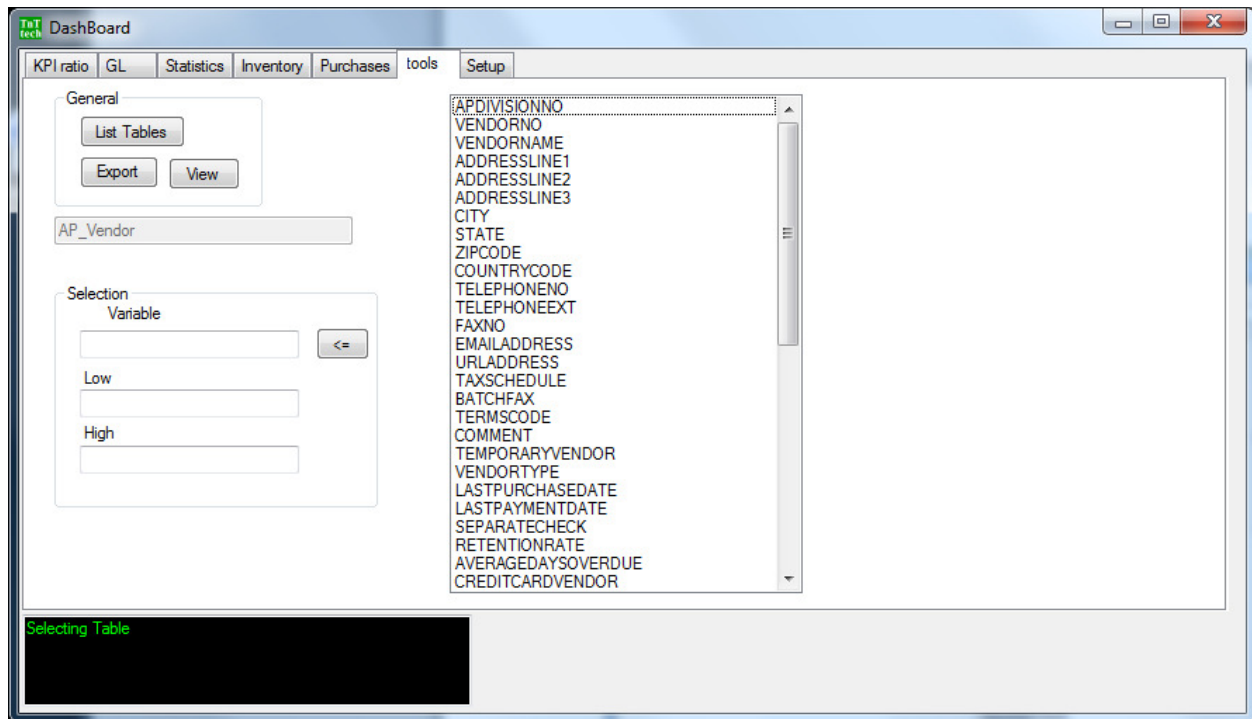 TnT
tech
DashBoard
KPI ratio GL Statistics Inventory Purchases tools Setup
General
List Tables
Export View
AP_Vendor
Selection
Variable
<=
Low
High
APDIVISIONNO
VENDORNO
VENDORNAME
ADDRESSLINE1
ADDRESSLINE2
ADDRESSLINE3
CITY
STATE
ZIPCODE
COUNTRYCODE
TELEPHONENO
TELEPHONEEXT
FAXNO
EMAILADDRESS
URLADDRESS
TAXSCHEDULE
BATCHFAX
TERMSCODE
COMMENT
TEMPORARYVENDOR
VENDORTYPE
LASTPURCHASEDATE
LASTPAYMENTDATE
SEPARATECHECK
RETENTIONRATE
AVERAGEDAYSOVERDUE
CREDITCARDVENDOR
Selecting Table